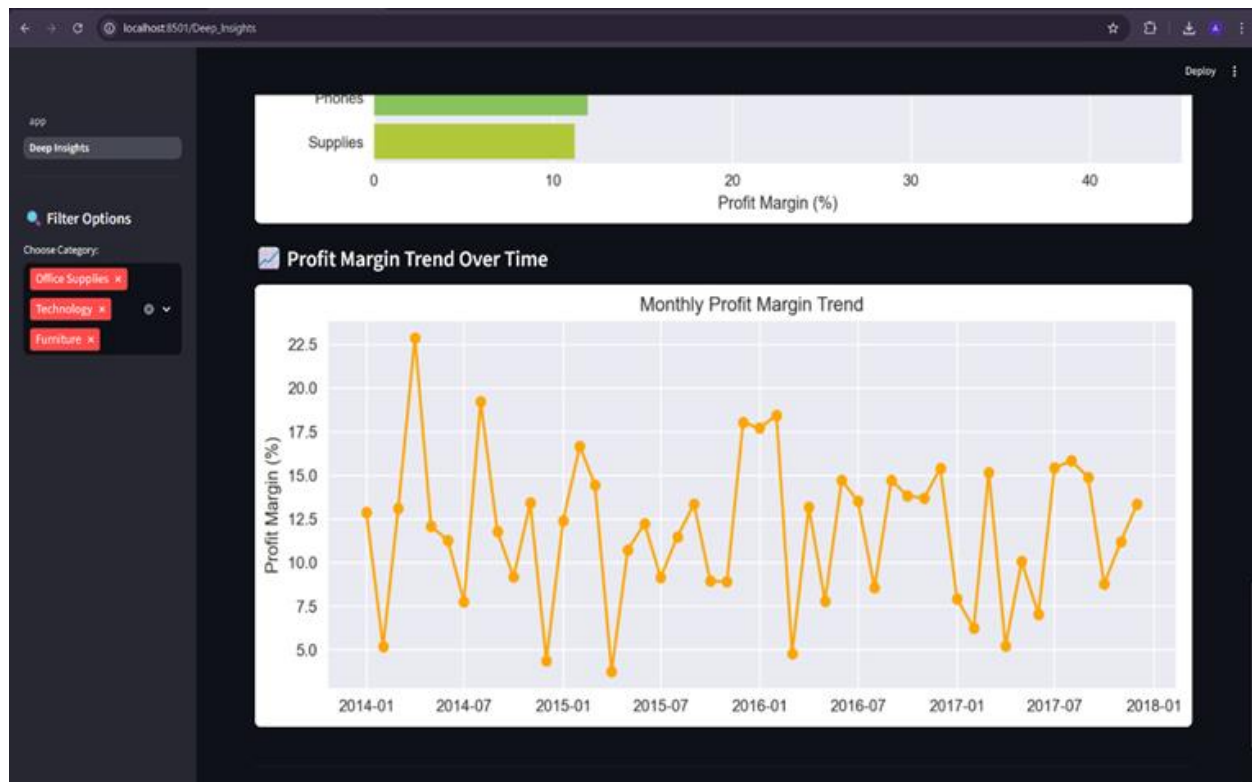 localhost:8501/Deep_Insights
Deploy
app
Deep Insights
Filter Options
Choose Category:
Office Supplies ×
Technology ×
Furniture ×
Phones
Supplies
0 10 20 30 40
Profit Margin (%)
Profit Margin Trend Over Time
Monthly Profit Margin Trend
Profit Margin (%)
22.5
20.0
17.5
15.0
12.5
10.0
7.5
5.0
2014-01 2014-07 2015-01 2015-07 2016-01 2016-07 2017-01 2017-07 2018-01